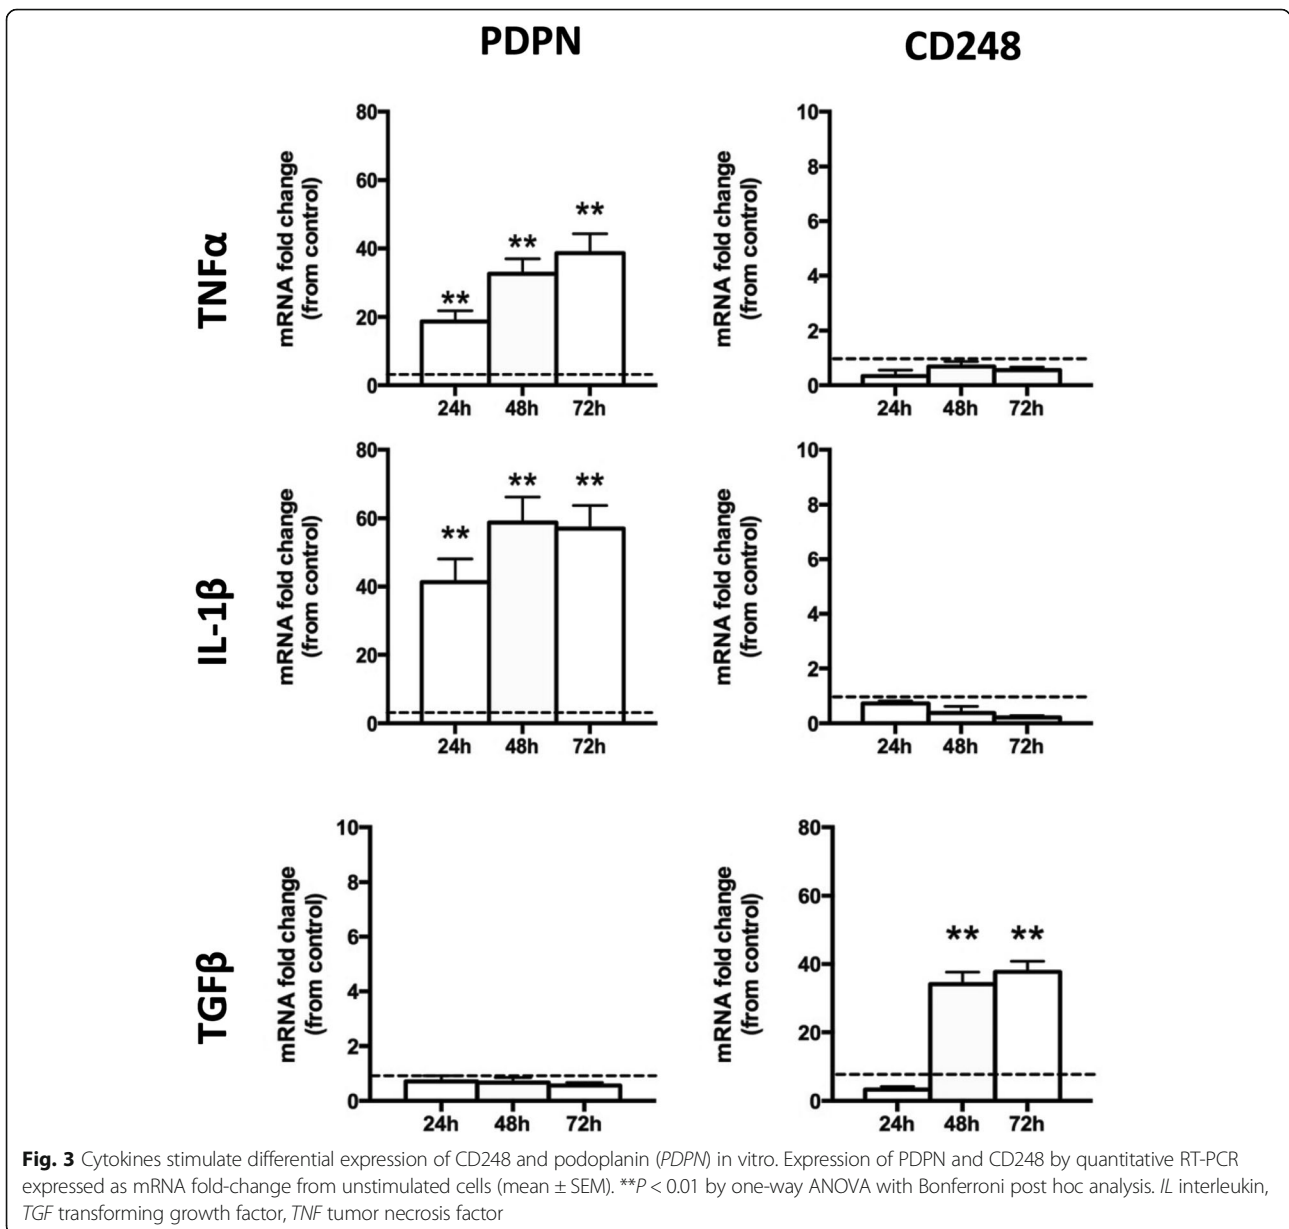 PDPN
CD248
TNFα
mRNA fold change
(from control)
80
60
40
20
0
**
**
**
24h 48h 72h
mRNA fold change
(from control)
10
8
6
4
2
0
24h 48h 72h
IL-1β
mRNA fold change
(from control)
80
60
40
20
0
**
**
**
24h 48h 72h
mRNA fold change
(from control)
10
8
6
4
2
0
24h 48h 72h
TGFβ
mRNA fold change
(from control)
10
8
6
4
2
0
24h 48h 72h
mRNA fold change
(from control)
80
60
40
20
0
**
**
24h 48h 72h
Fig. 3 Cytokines stimulate differential expression of CD248 and podoplanin (PDPN) in vitro. Expression of PDPN and CD248 by quantitative RT-PCR
expressed as mRNA fold-change from unstimulated cells (mean ± SEM). **P < 0.01 by one-way ANOVA with Bonferroni post hoc analysis. IL interleukin,
TGF transforming growth factor, TNF tumor necrosis factor